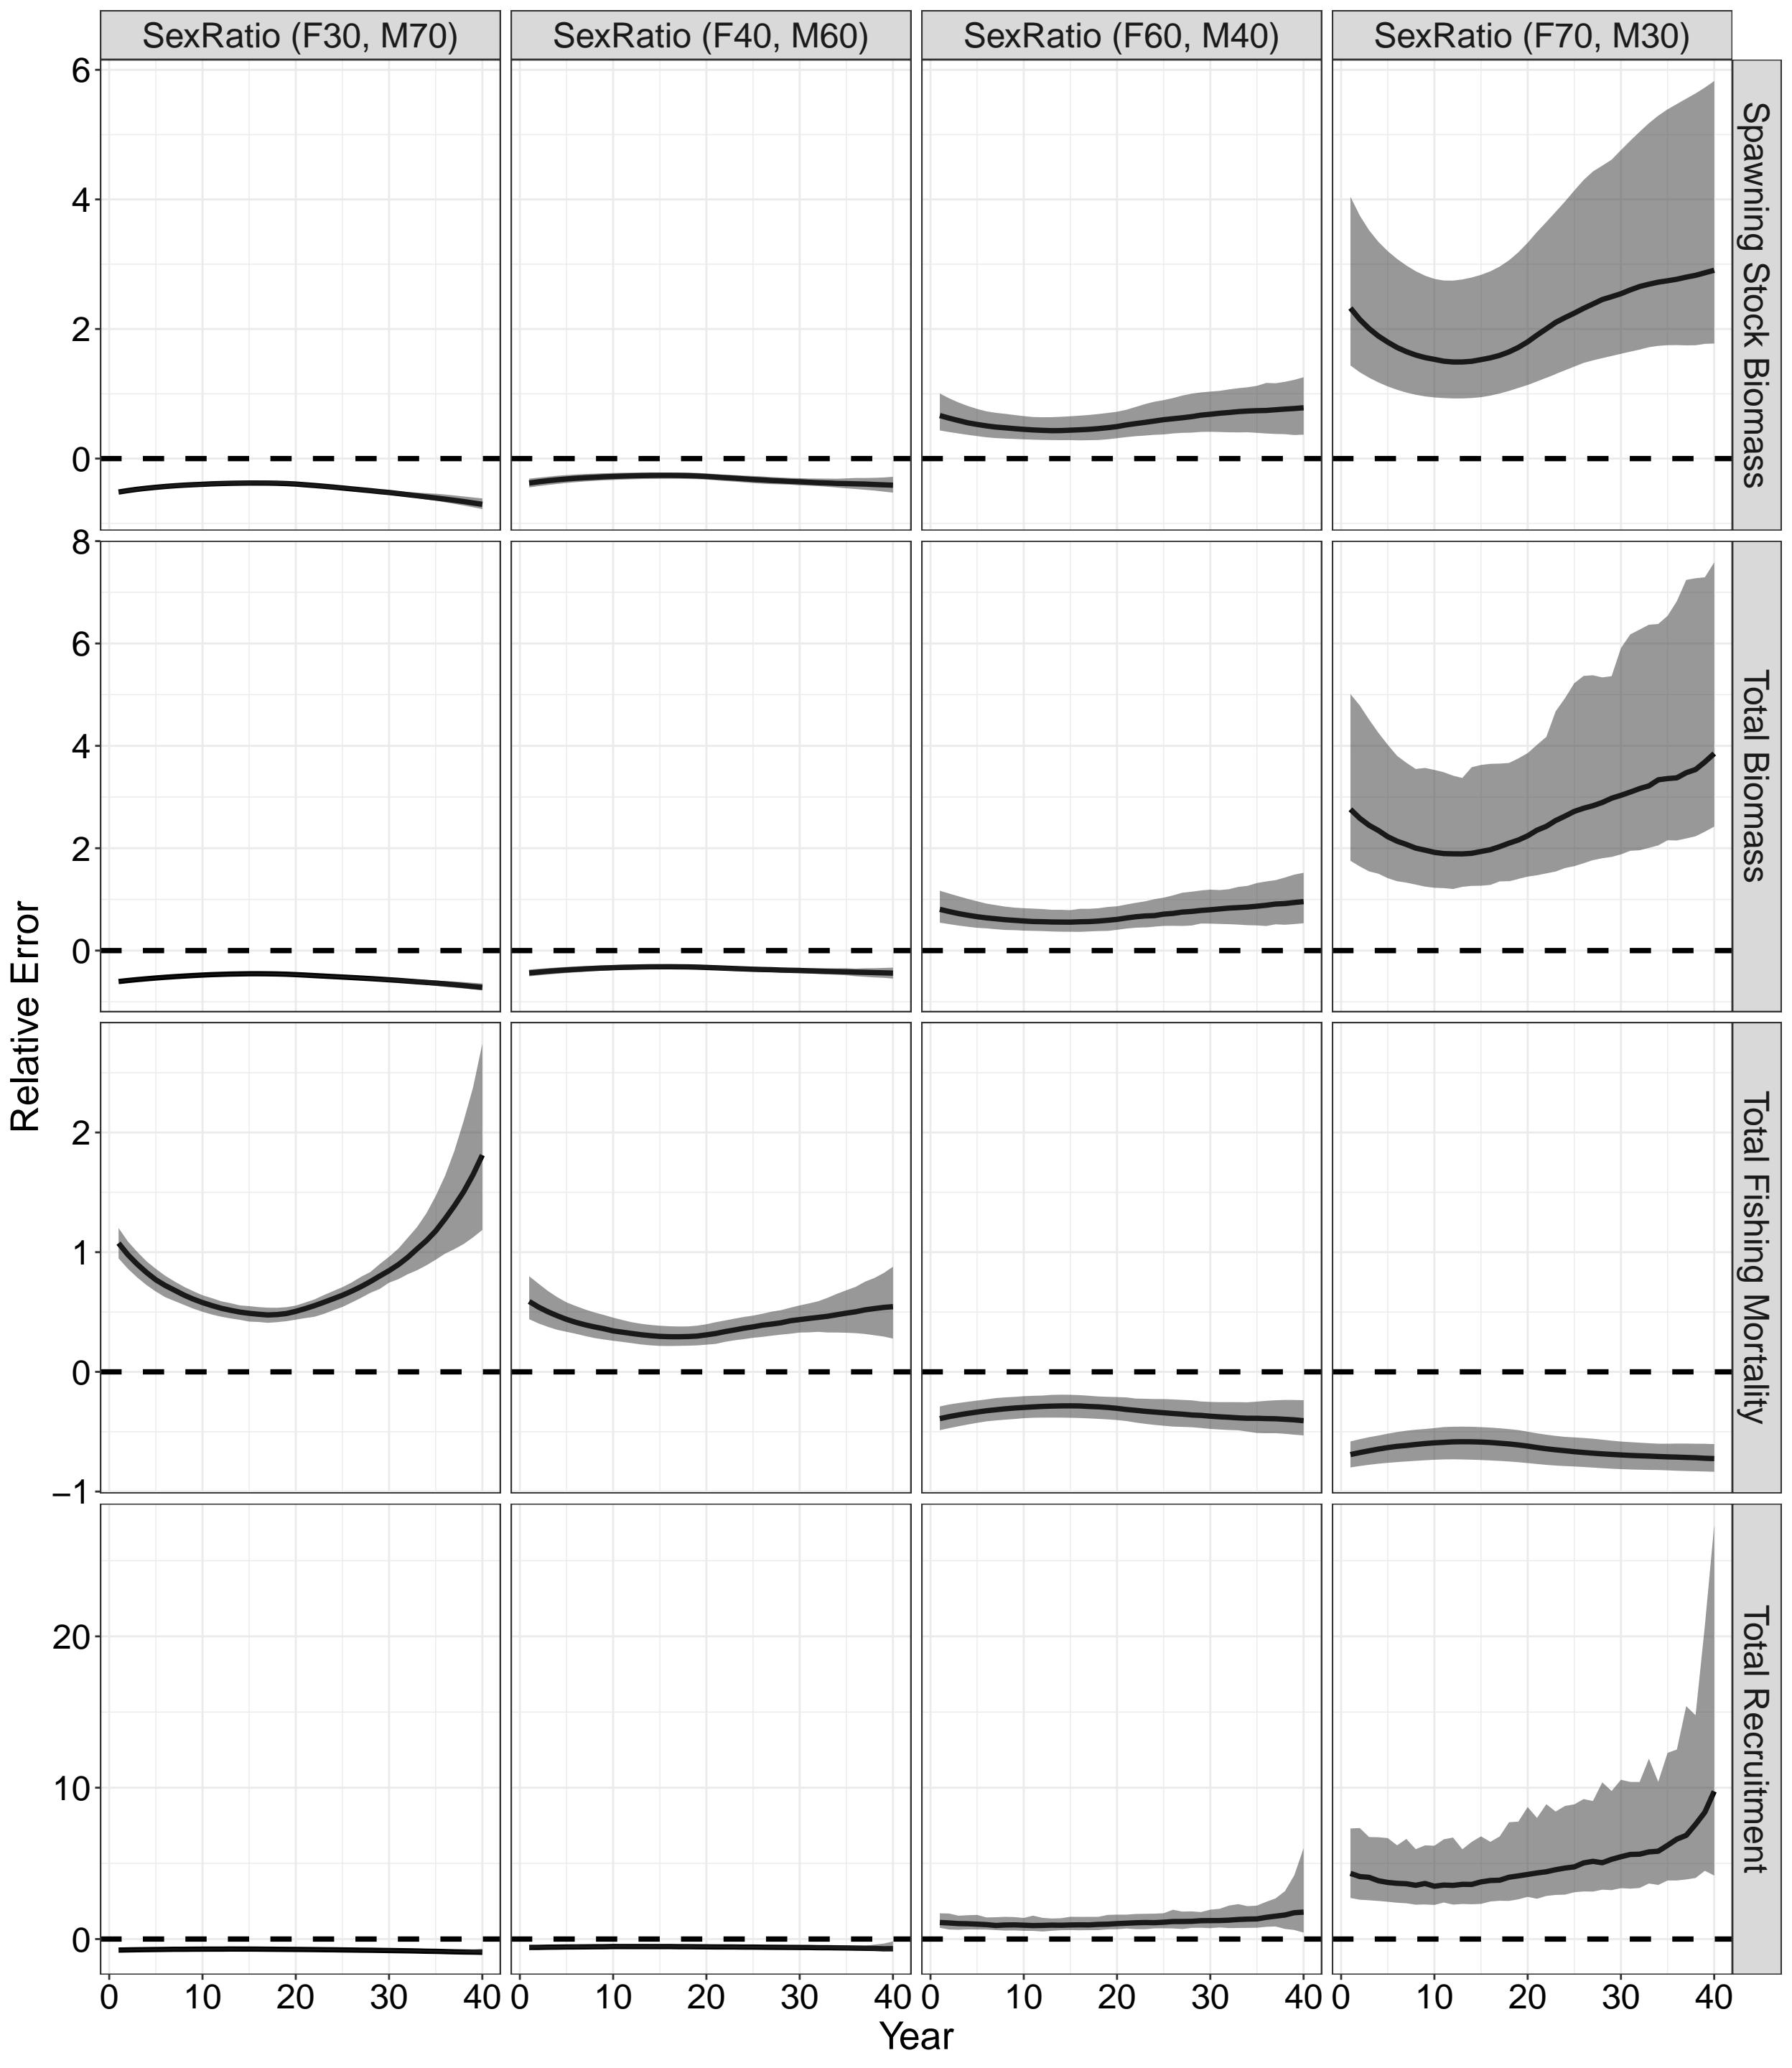 SexRatio (F30, M70)
SexRatio (F40, M60)
SexRatio (F60, M40)
SexRatio (F70, M30)
6
4
2
0
Spawning Stock Biomass
8
6
4
2
0
Total Biomass
Relative Error
2
1
0
−1
Total Fishing Mortality
20
10
0
Total Recruitment
0 10 20 30 40
0 10 20 30 40
0 10 20 30 40
0 10 20 30 40
Year